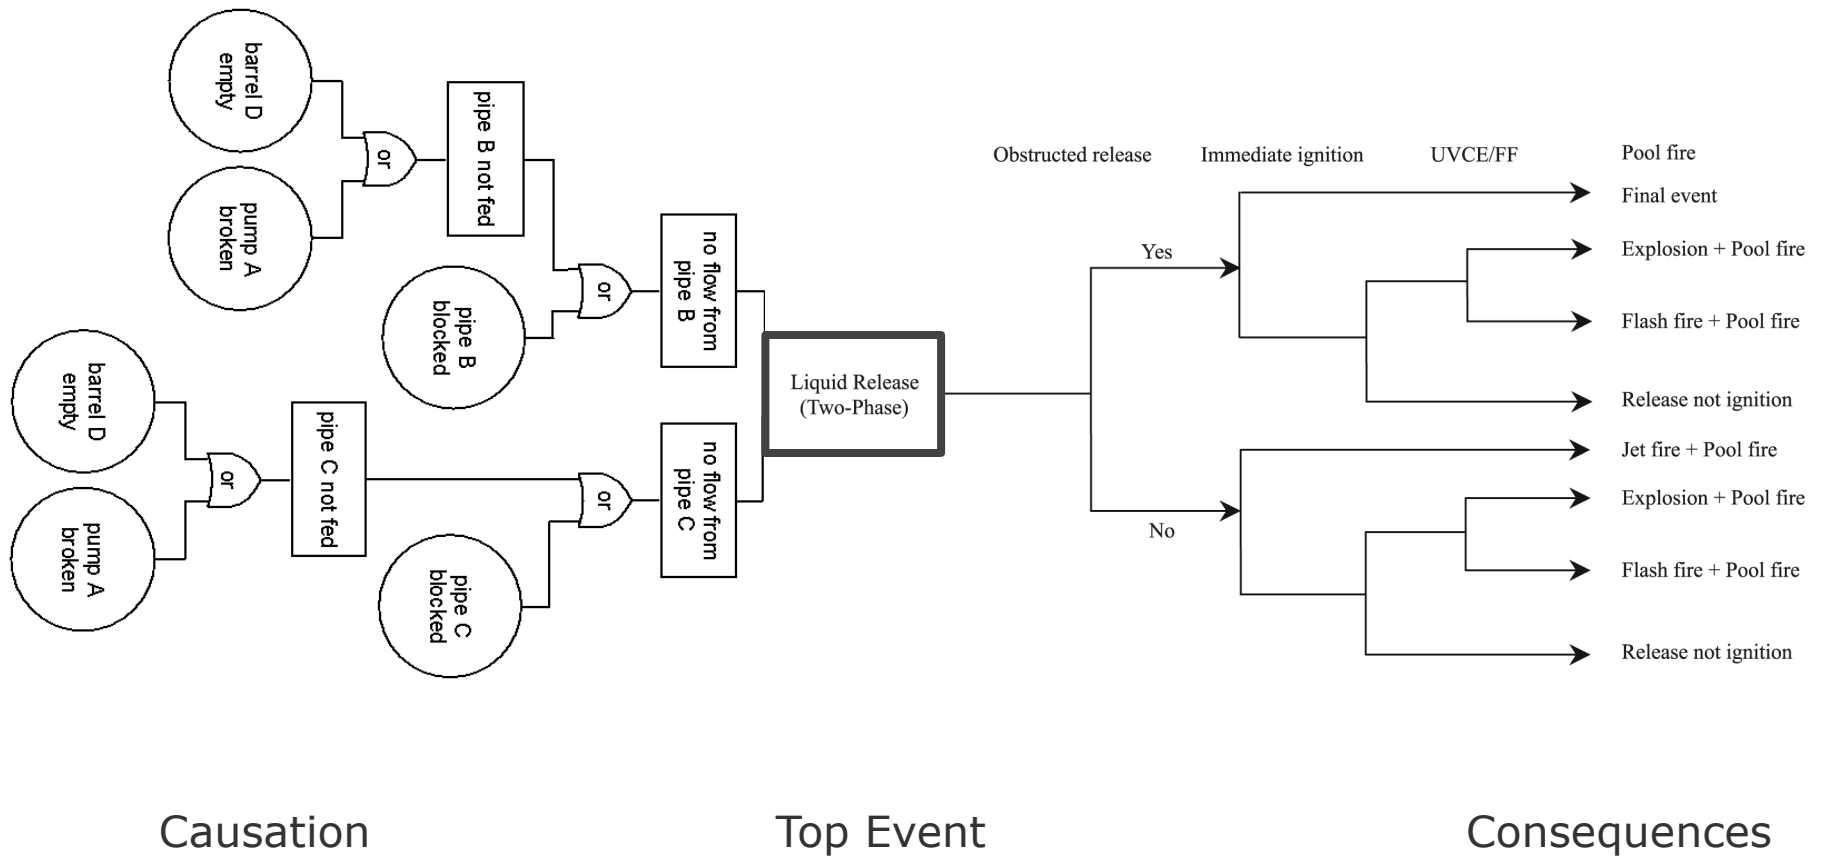 barrel D
empty
pump A
broken
or
pipe B not fed
pipe B
blocked
or
no flow from
pipe B
barrel D
empty
pump A
broken
or
pipe C not fed
pipe C
blocked
or
no flow from
pipe C
Liquid Release
(Two-Phase)
Obstructed release
Immediate ignition
UVCE/FF
Pool fire
Final event
Yes
Explosion + Pool fire
Flash fire + Pool fire
Release not ignition
No
Jet fire + Pool fire
Explosion + Pool fire
Flash fire + Pool fire
Release not ignition
Causation
Top Event
Consequences